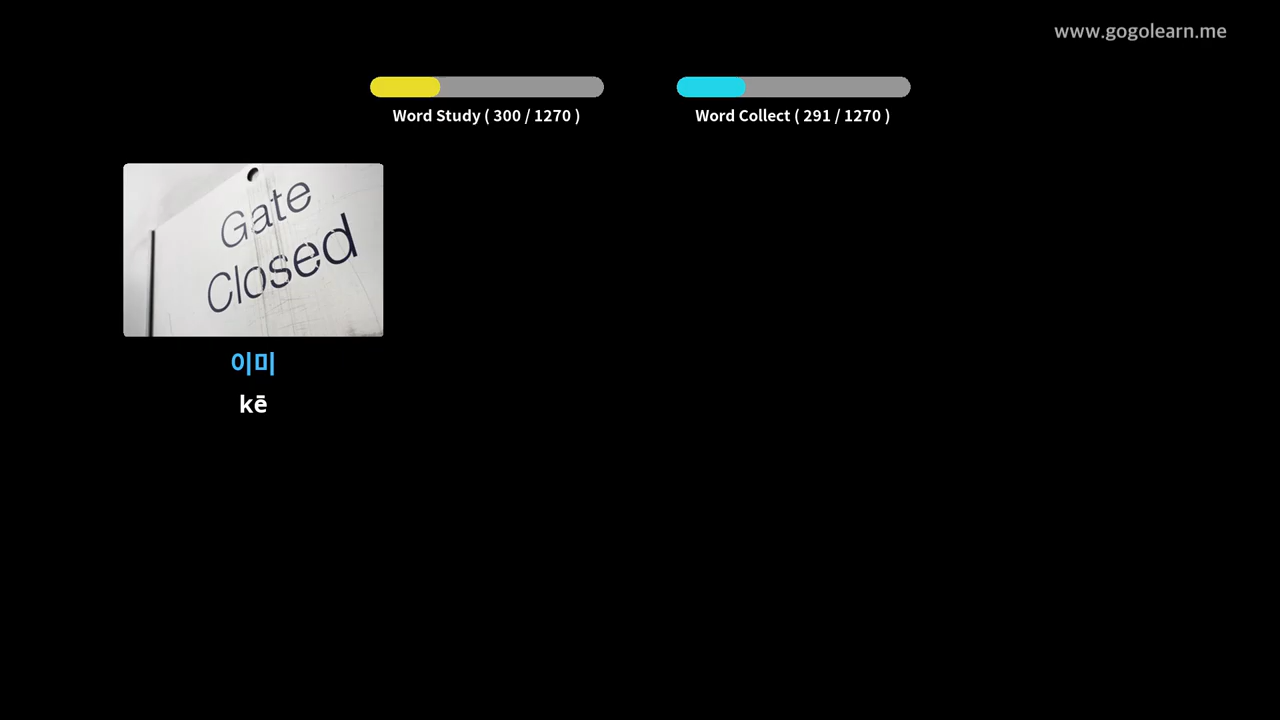 www.gogolearn.me
Word Study ( 300 / 1270 )
Word Collect ( 291 / 1270 )
Gate
Closed
이미
kē